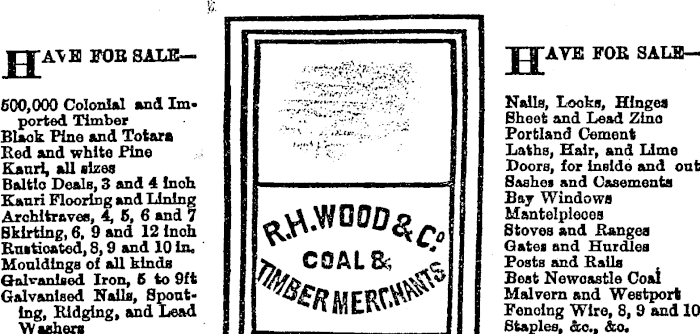 HAVE FOR SALE—
500,000 Colonial and Im-
ported Timber
Black Pine and Totara
Red and white Pine
Kauri, all sizes
Baltic Deals, 3 and 4 inch
Kauri Flooring and Lining
Architraves, 4, 5, 6 and 7
Skirting, 6, 9 and 12 inch
Rusticated, 8, 9 and 10 in.
Mouldings of all kinds
Galvanised Iron, 5 to 9ft
Galvanised Nails, Spout-
ing, Ridging, and Lead
Washers
R.H. WOOD & Co.
COAL &
TIMBER MERCHANTS
HAVE FOR SALE—
Nails, Locks, Hinges
Sheet and Lead Zinc
Portland Cement
Laths, Hair, and Lime
Doors, for inside and out
Sashes and Casements
Bay Windows
Mantelpieces
Stoves and Ranges
Gates and Hurdles
Posts and Rails
Best Newcastle Coal
Malvern and Westport
Fencing Wire, 8, 9 and 10
Staples, &c., &c.